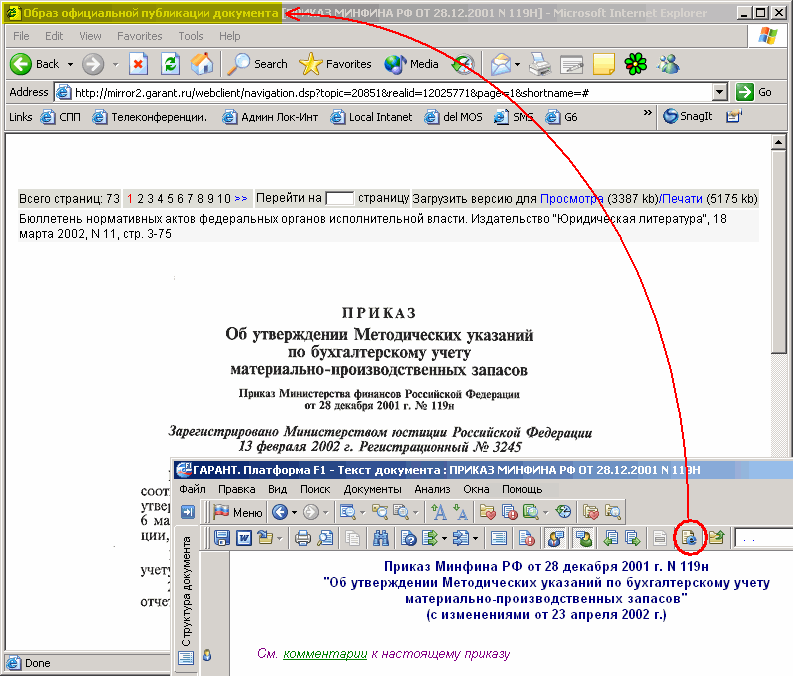 Образ официальной публикации документа [ПРИКАЗ МИНФИНА РФ ОТ 28.12.2001 N 119Н] - Microsoft Internet Explorer
File Edit View Favorites Tools Help
Back Search Favorites Media
Address http://mirror2.garant.ru/webclient/navigation.dsp?topic=20851&realid=12025771&page=1&shortname=# Go
Links СПП Телеконференции. Админ Лок-Инт Local Intanet del MOS SMS G6 » SnagIt
Всего страниц: 73 1 2 3 4 5 6 7 8 9 10 >> Перейти на страницу Загрузить версию для Просмотра (3387 kb)/Печати (5175 kb)
Бюллетень нормативных актов федеральных органов исполнительной власти. Издательство "Юридическая литература", 18
марта 2002, N 11, стр. 3-75
ПРИКАЗ
Об утверждении Методических указаний
по бухгалтерскому учету
материально-производственных запасов
Приказ Министерства финансов Российской Федерации
от 28 декабря 2001 г. № 119н
Зарегистрировано Министерством юстиции Российской Федерации
13 февраля 2002 г. Регистрационный № 3245
соот
утвер
6 ма
ции,
учету
2
отчет
ГАРАНТ. Платформа F1 - Текст документа : ПРИКАЗ МИНФИНА РФ ОТ 28.12.2001 N 119Н
Файл Правка Вид Поиск Документы Анализ Окна Помощь
Меню
. .
Структура документа
Приказ Минфина РФ от 28 декабря 2001 г. N 119н
"Об утверждении Методических указаний по бухгалтерскому учету
материально-производственных запасов"
(с изменениями от 23 апреля 2002 г.)
См. комментарии к настоящему приказу
Done